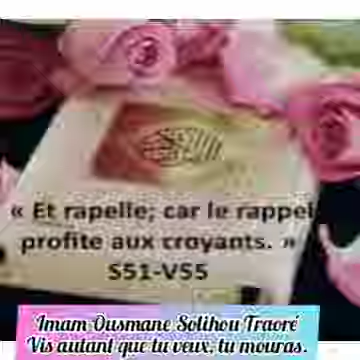 « Et rapelle; car le rappel
profite aux croyants. »
S51-V55
Imam Ousmane Solihou Traoré
Vis autant que tu veux, tu mouras.